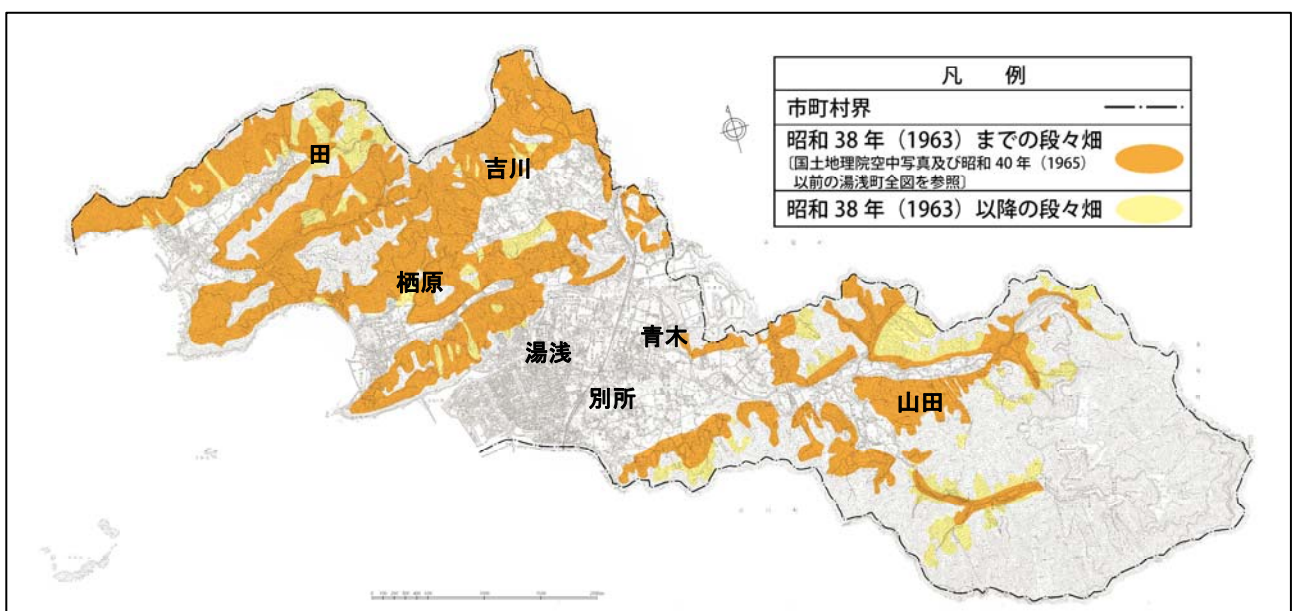 凡 例
市町村界
昭和 38 年（1963）までの段々畑
〔国土地理院空中写真及び昭和 40 年（1965）
以前の湯浅町全図を参照〕
昭和 38 年（1963）以降の段々畑
田
吉川
栖原
湯浅
青木
別所
山田